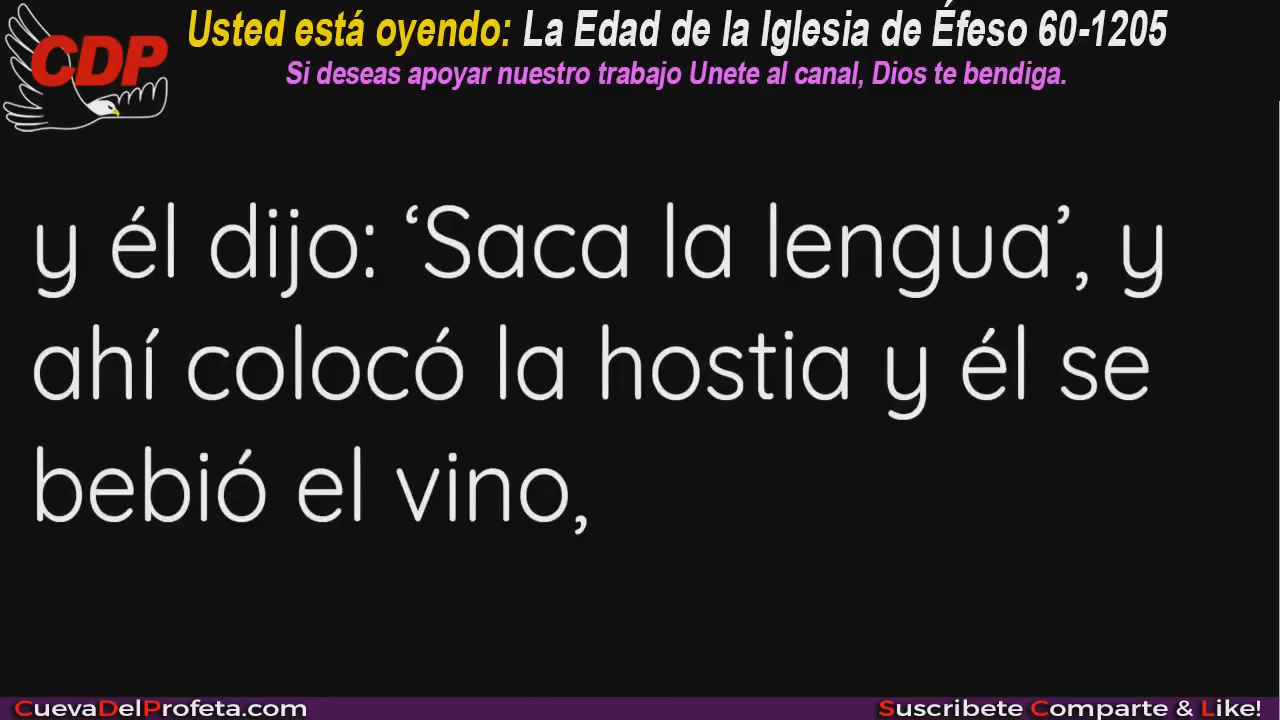 CDP
Usted está oyendo: La Edad de la Iglesia de Éfeso 60-1205
Si deseas apoyar nuestro trabajo Unete al canal, Dios te bendiga.
y él dijo: ‘Saca la lengua’, y
ahí colocó la hostia y él se
bebió el vino,
CuevaDelProfeta.com
Suscribete Comparte & Like!